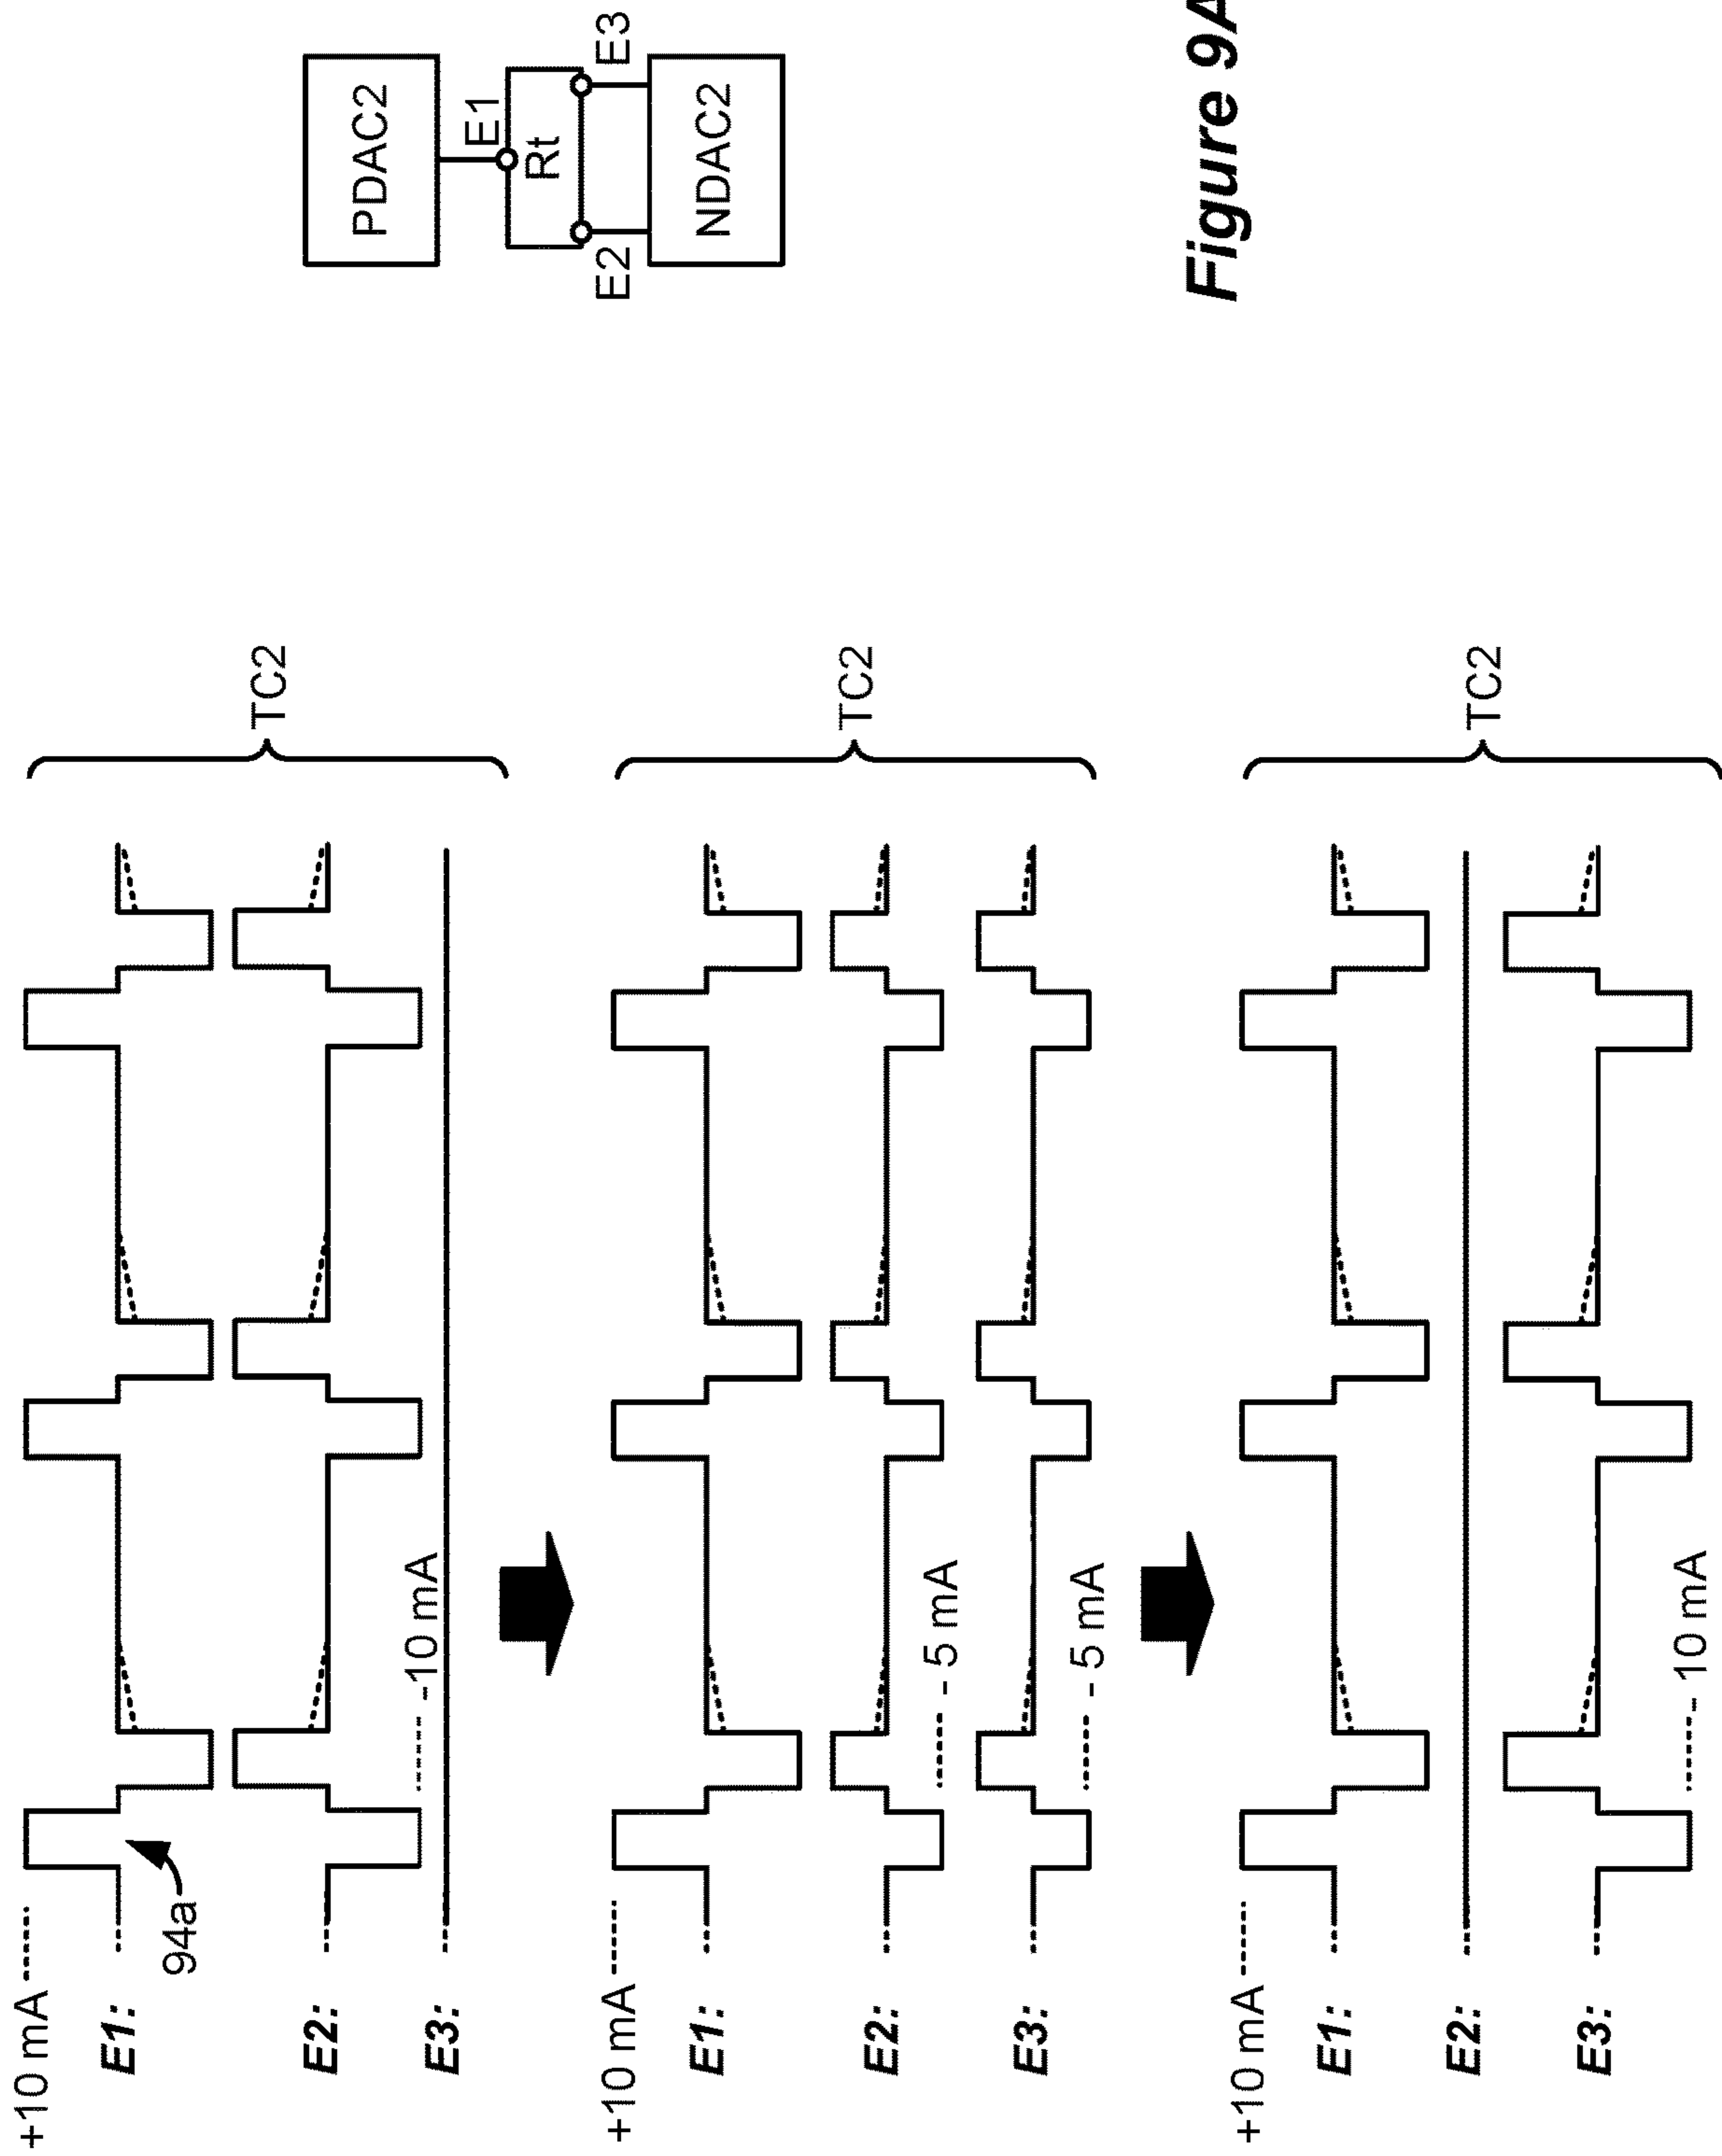 +10 mA
E1:
94a
E2:
-10 mA
E3:
TC2
+10 mA
E1:
E2:
- 5 mA
E3:
- 5 mA
TC2
+10 mA
E1:
E2:
E3:
- 10 mA
TC2
PDAC2
E1
Rt
E2
E3
NDAC2
Figure 9A